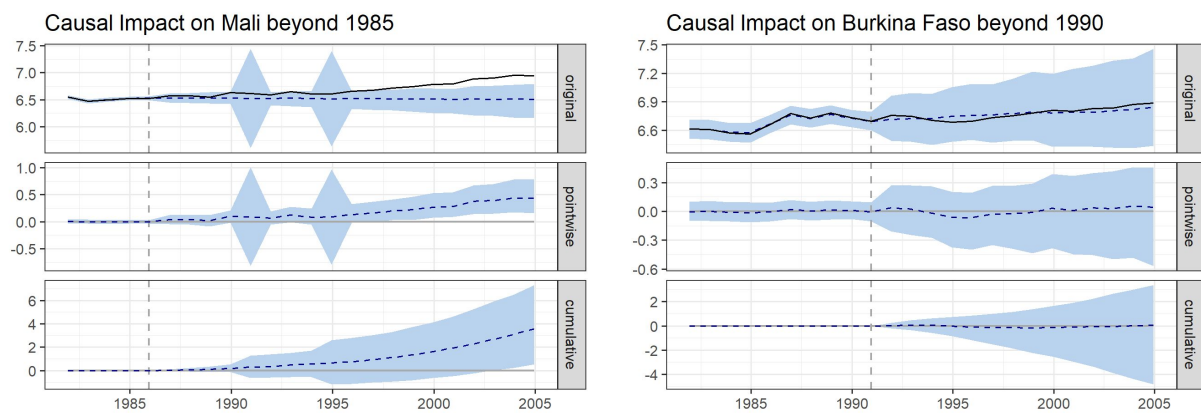 Causal Impact on Mali beyond 1985
7.5
7.0
6.5
6.0
original
1.0
0.5
0.0
-0.5
pointwise
6
4
2
0
cumulative
1985 1990 1995 2000 2005
Causal Impact on Burkina Faso beyond 1990
7.5
7.2
6.9
6.6
original
0.3
0.0
-0.3
-0.6
pointwise
2
0
-2
-4
cumulative
1985 1990 1995 2000 2005